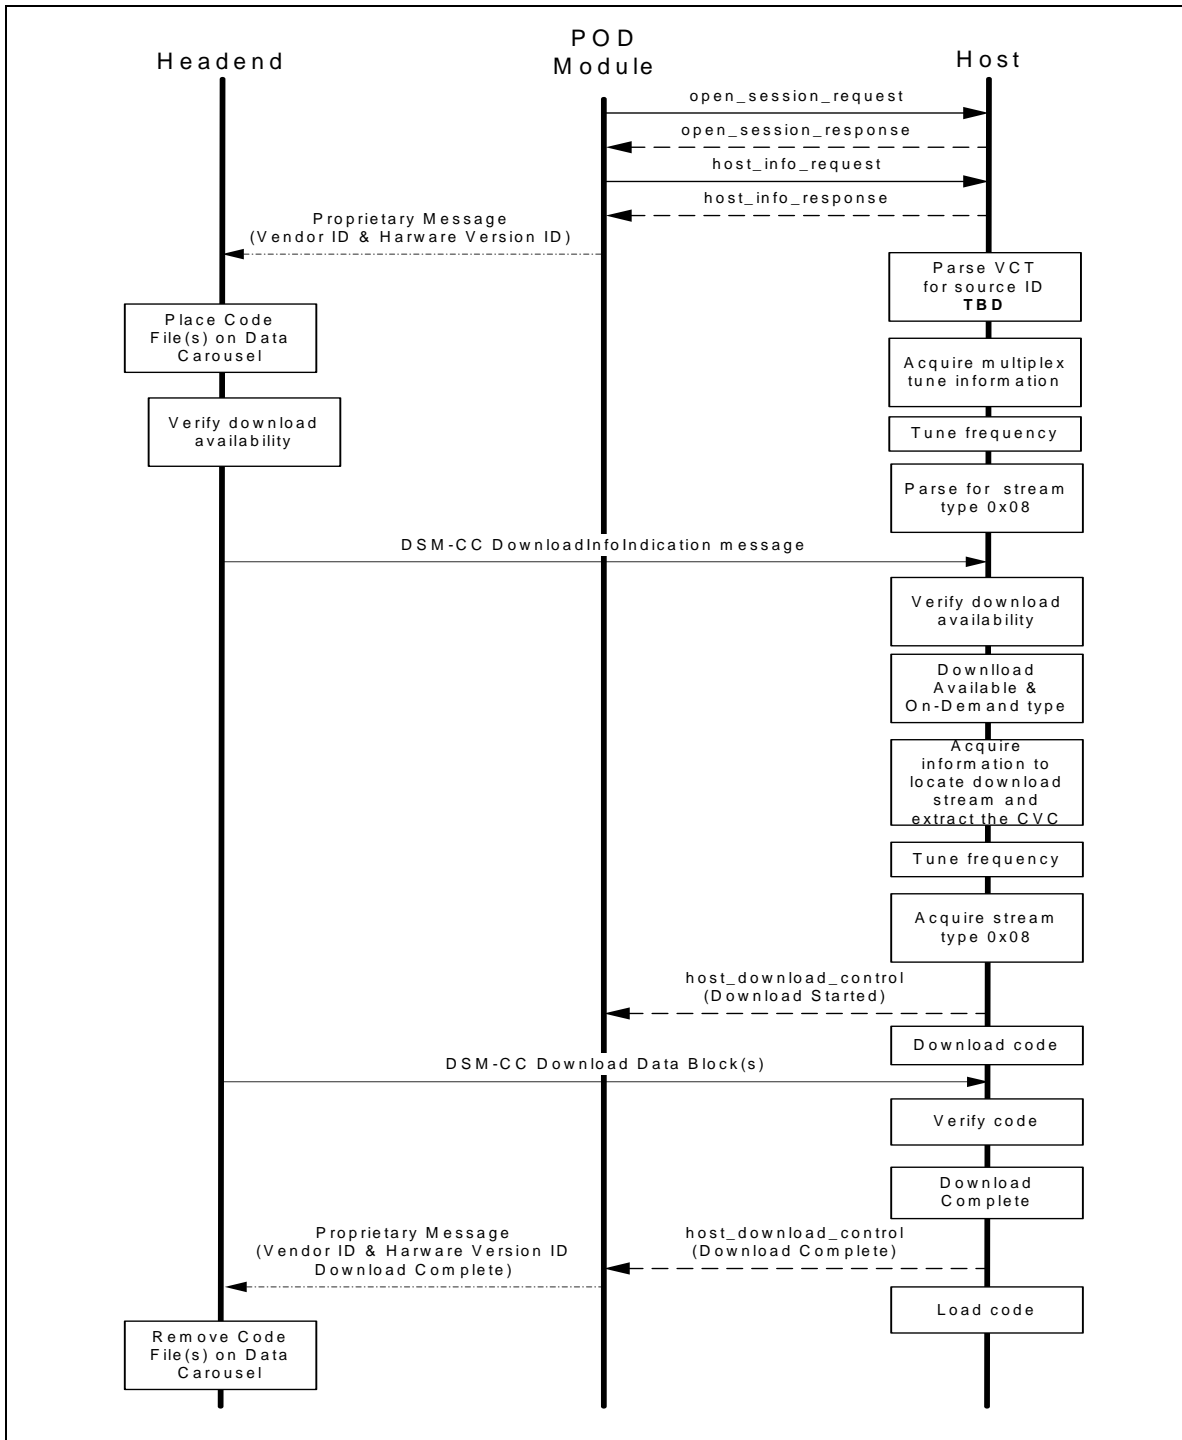 Headend
POD
Module
Host
open_session_request
open_session_response
host_info_request
host_info_response
Proprietary Message
(Vendor ID & Harware Version ID)
Parse VCT
for source ID
TBD
Place Code
File(s) on Data
Carousel
Acquire multiplex
tune information
Verify download
availability
Tune frequency
Parse for stream
type 0x08
DSM-CC DownloadInfoIndication message
Verify download
availability
Downlload
Available &
On-Demand type
Acquire
information to
locate download
stream and
extract the CVC
Tune frequency
Acquire stream
type 0x08
host_download_control
(Download Started)
Download code
DSM-CC Download Data Block(s)
Verify code
Download
Complete
Proprietary Message
(Vendor ID & Harware Version ID
Download Complete)
host_download_control
(Download Complete)
Load code
Remove Code
File(s) on Data
Carousel